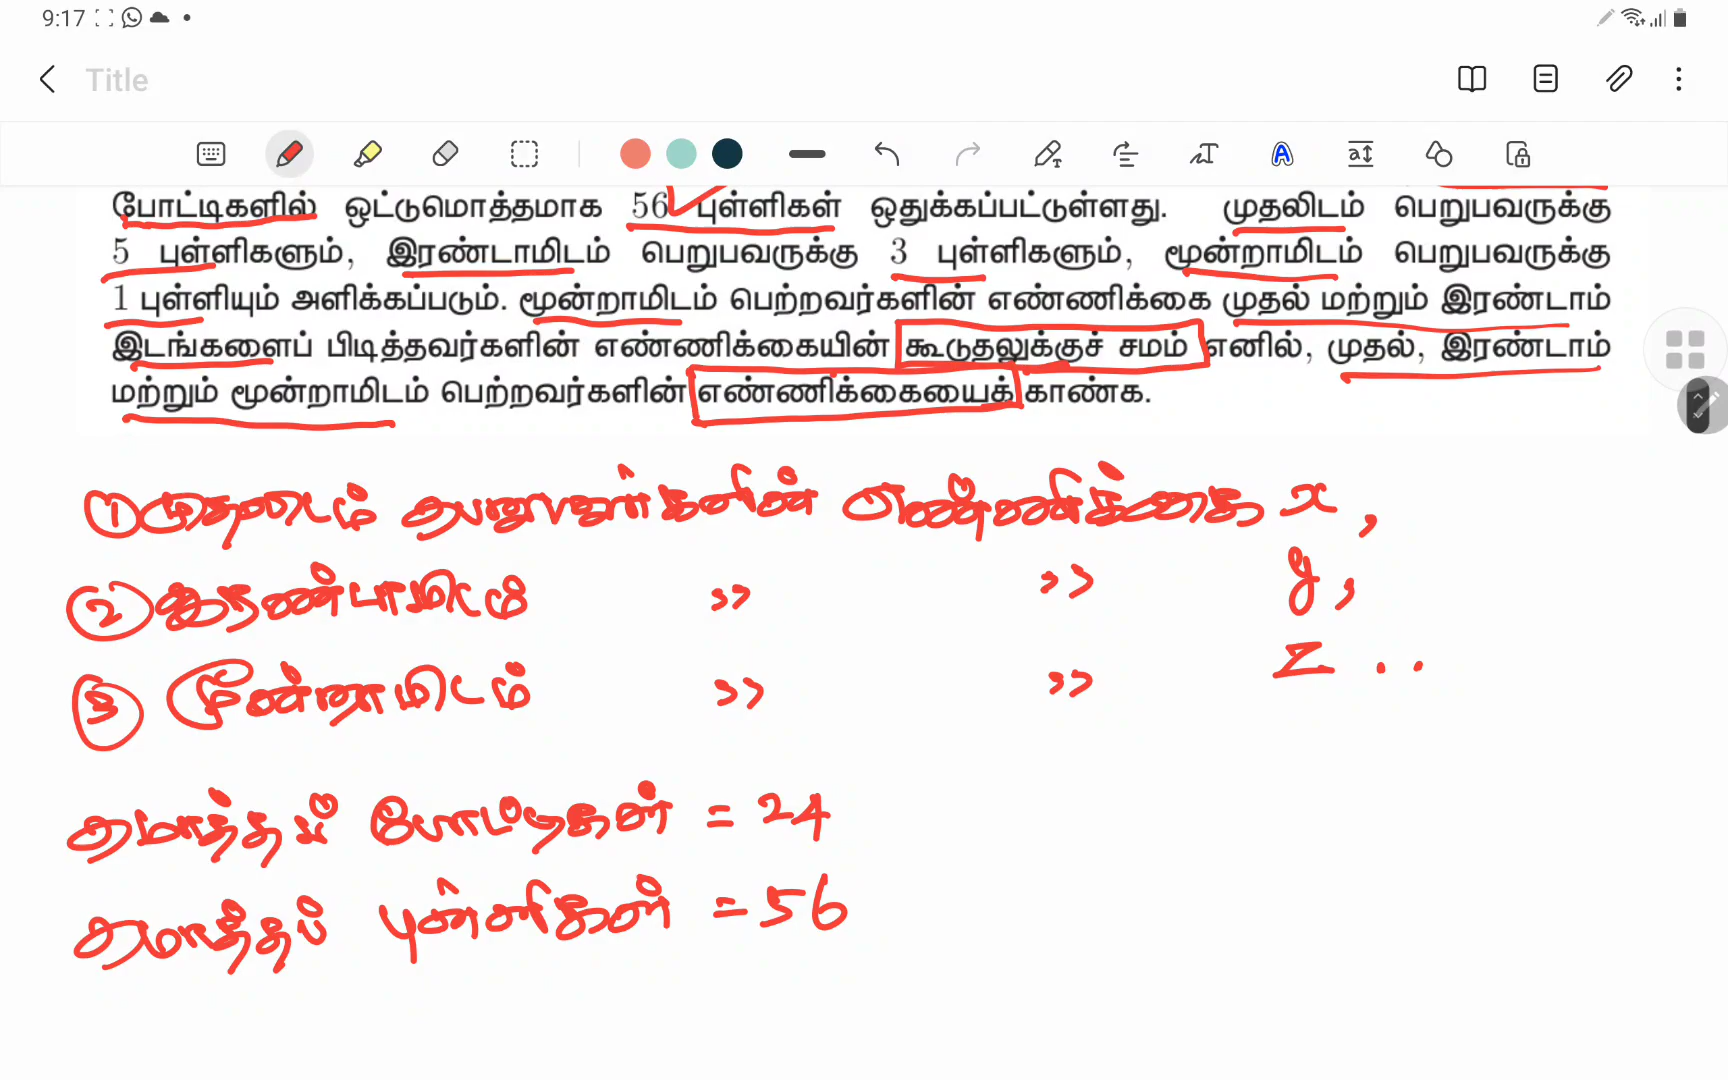 9:17
Title
போட்டிகளில் ஒட்டுமொத்தமாக 56 புள்ளிகள் ஒதுக்கப்பட்டுள்ளது. முதலிடம் பெறுபவருக்கு
5 புள்ளிகளும், இரண்டாமிடம் பெறுபவருக்கு 3 புள்ளிகளும், மூன்றாமிடம் பெறுபவருக்கு
1 புள்ளியும் அளிக்கப்படும். மூன்றாமிடம் பெற்றவர்களின் எண்ணிக்கை முதல் மற்றும் இரண்டாம்
இடங்களைப் பிடித்தவர்களின் எண்ணிக்கையின் கூடுதலுக்குச் சமம் எனில், முதல், இரண்டாம்
மற்றும் மூன்றாமிடம் பெற்றவர்களின் எண்ணிக்கையைக் காண்க.
① முதலிடம் எண்ணிக்கை x,
② இரண்டாமிடம் ,, ,, y,
③ மூன்றாமிடம் ,, ,, z ..
மொத்தப் போட்டிகள் = 24
மொத்தப் புள்ளிகள் = 56